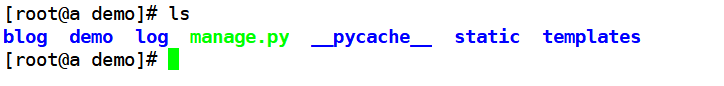 [root@a demo]# ls
blog  demo  log  manage.py  __pycache__  static  templates
[root@a demo]#